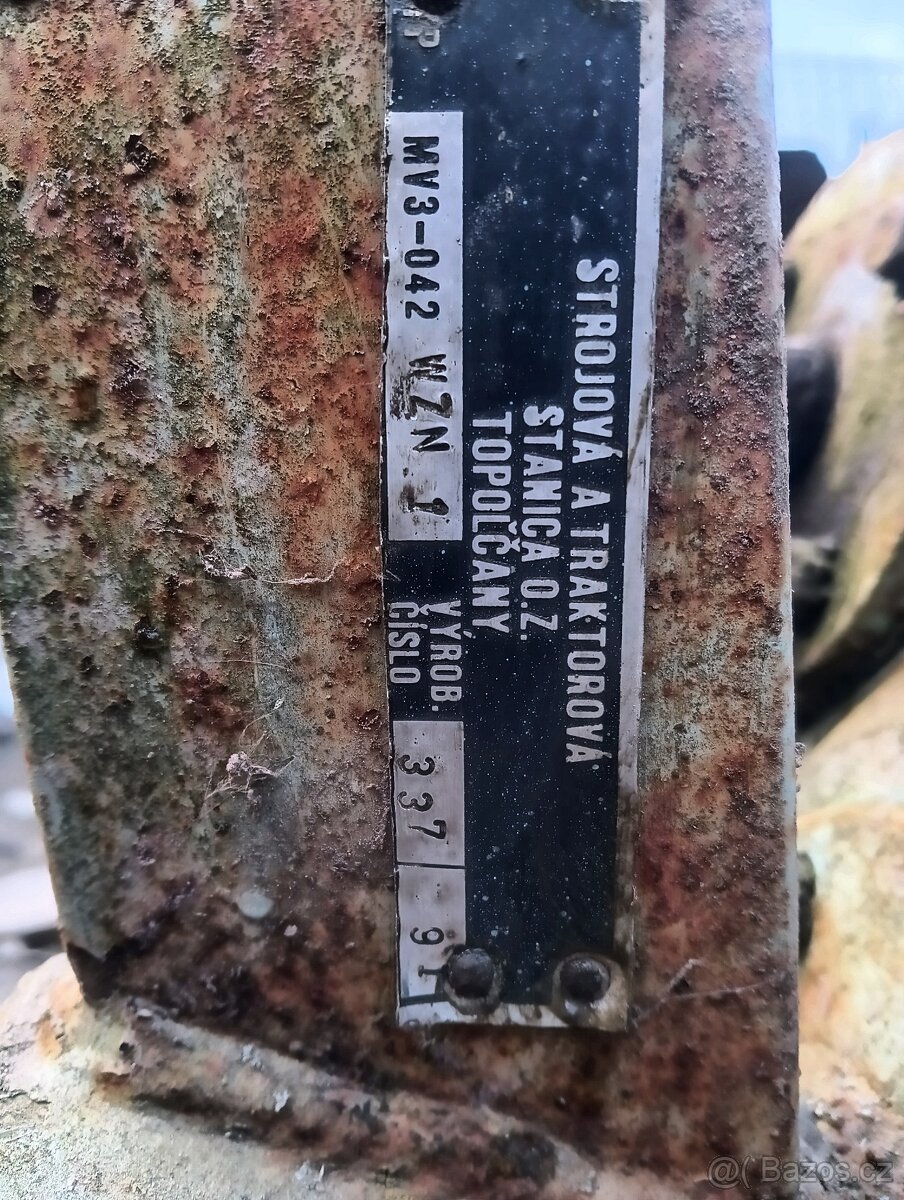 STROJOVÁ A TRAKTOROVÁ
STANICA O.Z.
TOPOĽČANY
MV3-042 WZN 1
VÝROB.
ČÍSLO
337
91
@( Bazos.cz